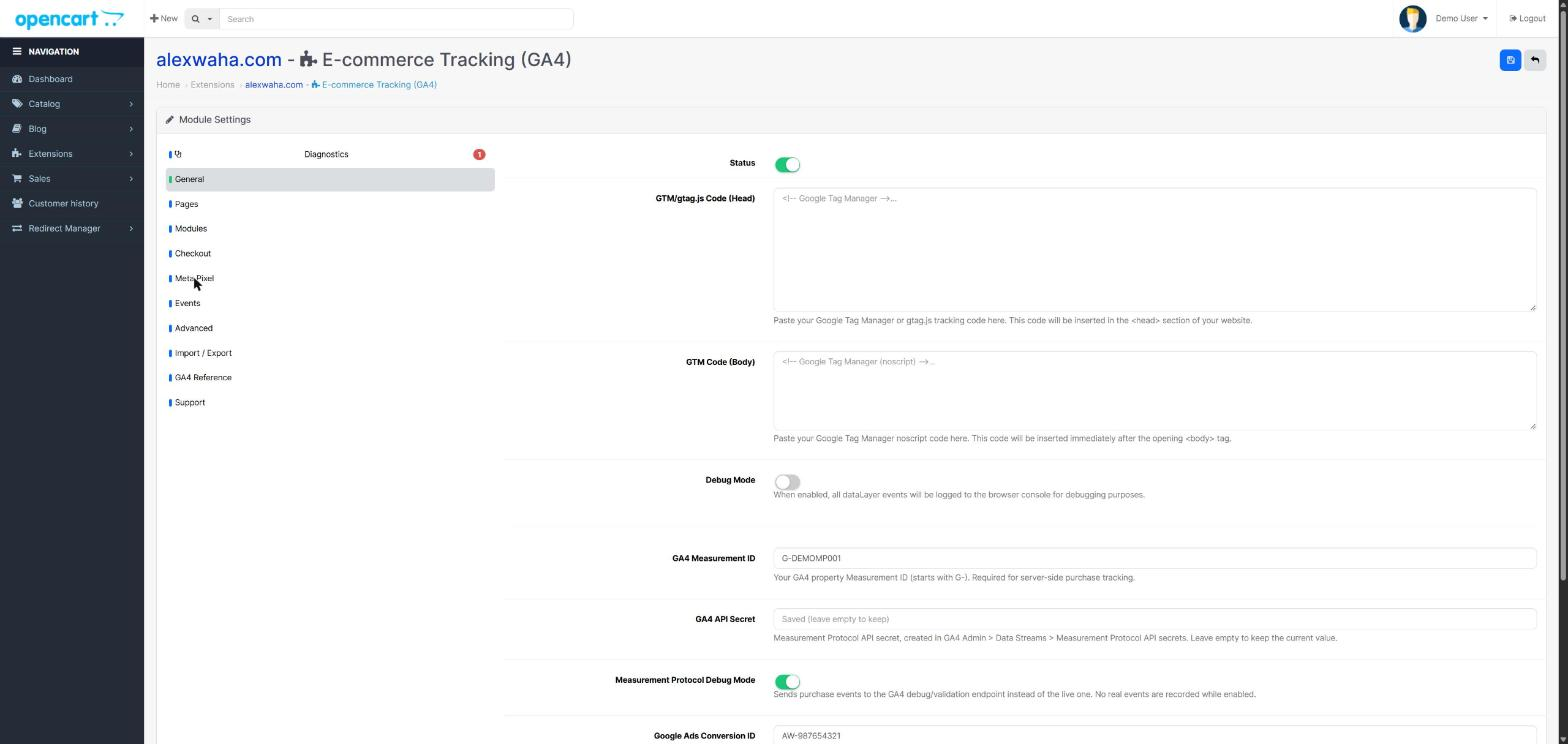 opencart
New
Search
Demo User
Logout
NAVIGATION
Dashboard
Catalog
Blog
Extensions
Sales
Customer history
Redirect Manager
alexwaha.com - E-commerce Tracking (GA4)
Home › Extensions › alexwaha.com - E-commerce Tracking (GA4)
Module Settings
Diagnostics 1
General
Pages
Modules
Checkout
Meta Pixel
Events
Advanced
Import / Export
GA4 Reference
Support
Status
GTM/gtag.js Code (Head)
<!-- Google Tag Manager -->...
Paste your Google Tag Manager or gtag.js tracking code here. This code will be inserted in the <head> section of your website.
GTM Code (Body)
<!-- Google Tag Manager (noscript) -->...
Paste your Google Tag Manager noscript code here. This code will be inserted immediately after the opening <body> tag.
Debug Mode
When enabled, all dataLayer events will be logged to the browser console for debugging purposes.
GA4 Measurement ID
G-DEMOMP001
Your GA4 property Measurement ID (starts with G-). Required for server-side purchase tracking.
GA4 API Secret
Saved (leave empty to keep)
Measurement Protocol API secret, created in GA4 Admin > Data Streams > Measurement Protocol API secrets. Leave empty to keep the current value.
Measurement Protocol Debug Mode
Sends purchase events to the GA4 debug/validation endpoint instead of the live one. No real events are recorded while enabled.
Google Ads Conversion ID
AW-987654321